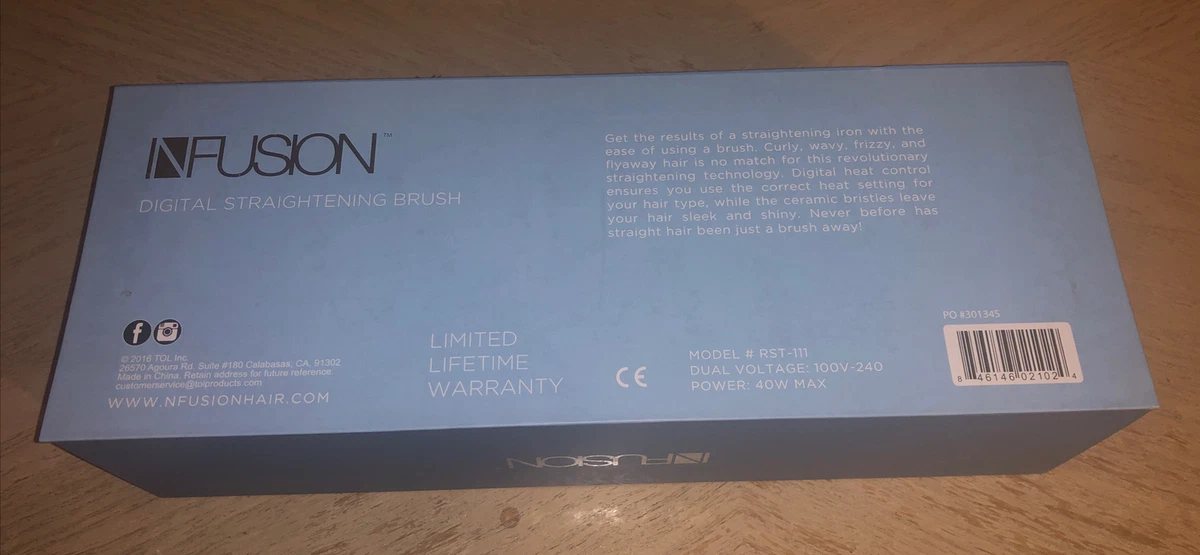 NFUSION™
DIGITAL STRAIGHTENING BRUSH
Get the results of a straightening iron with the
ease of using a brush. Curly, wavy, frizzy, and
flyaway hair is no match for this revolutionary
straightening technology. Digital heat control
ensures you use the correct heat setting for
your hair type, while the ceramic bristles leave
your hair sleek and shiny. Never before has
straight hair been just a brush away!
f
© 2016 TOL Inc.
26570 Agoura Rd. Suite #180 Calabasas, CA. 91302
Made in China. Retain address for future reference.
customerservice@tolproducts.com
WWW.NFUSIONHAIR.COM
LIMITED
LIFETIME
WARRANTY
CE
MODEL # RST-111
DUAL VOLTAGE: 100V-240
POWER: 40W MAX
PO #301345
8 46146 02102 4
NFUSION